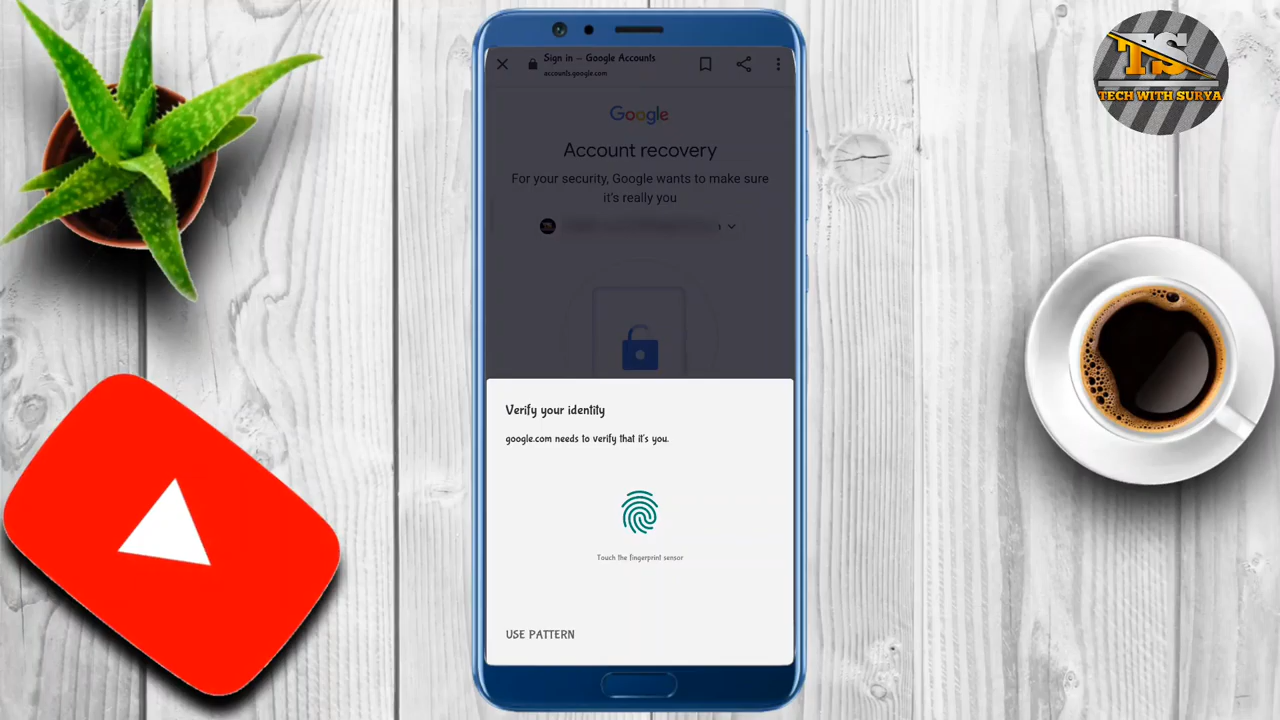 Sign in – Google Accounts
accounts.google.com
Google
Account recovery
For your security, Google wants to make sure
it's really you
Verify your identity
google.com needs to verify that it's you.
Touch the fingerprint sensor
USE PATTERN
TS
TECH WITH SURYA